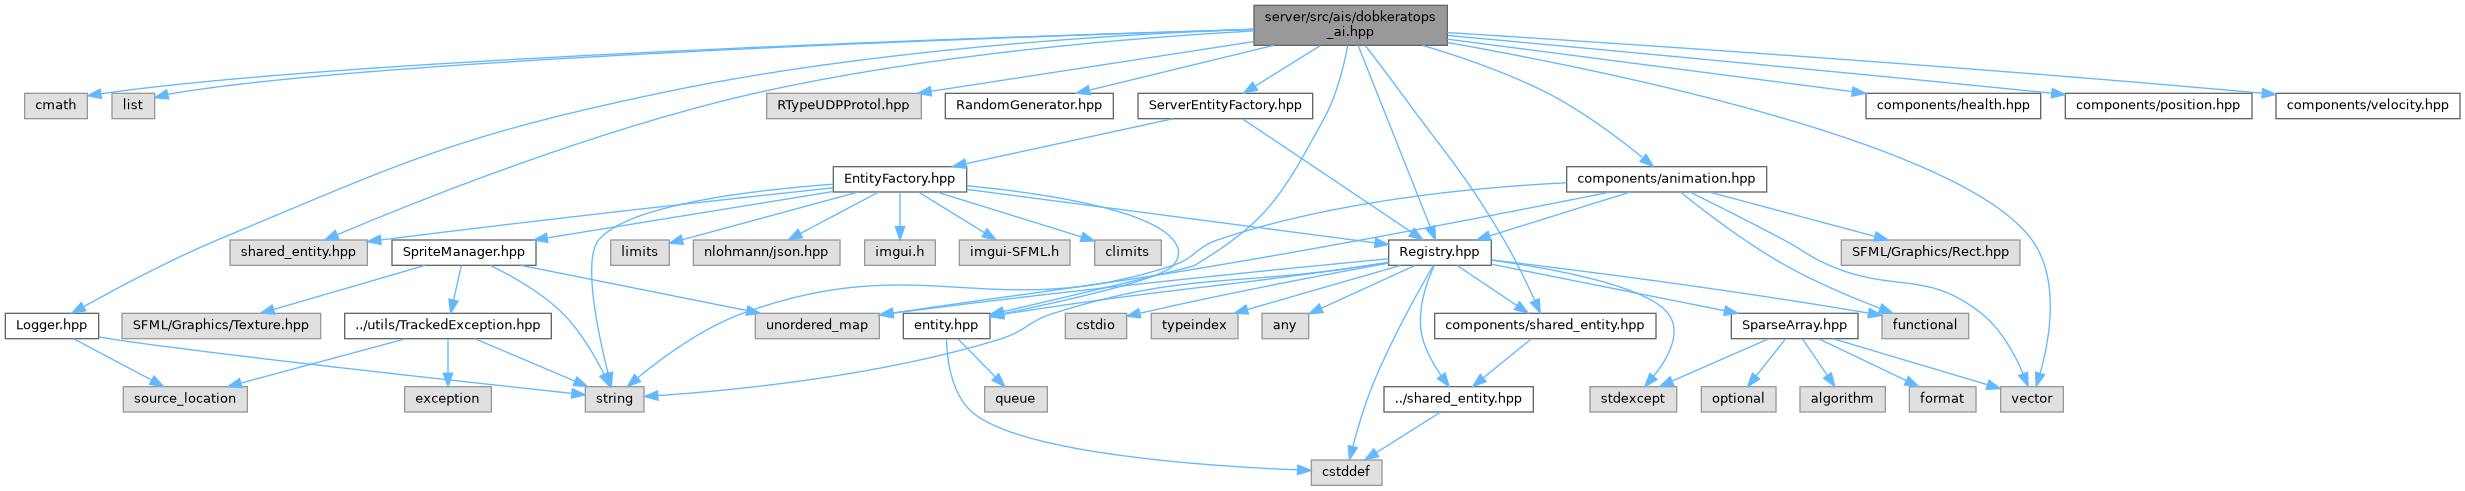 server/src/ais/dobkeratops
_ai.hpp
cmath
list
RTypeUDPProtol.hpp
RandomGenerator.hpp
ServerEntityFactory.hpp
components/health.hpp
components/position.hpp
components/velocity.hpp
EntityFactory.hpp
components/animation.hpp
shared_entity.hpp
SpriteManager.hpp
limits
nlohmann/json.hpp
imgui.h
imgui-SFML.h
climits
Registry.hpp
SFML/Graphics/Rect.hpp
Logger.hpp
SFML/Graphics/Texture.hpp
../utils/TrackedException.hpp
unordered_map
entity.hpp
cstdio
typeindex
any
components/shared_entity.hpp
SparseArray.hpp
functional
source_location
exception
string
queue
../shared_entity.hpp
stdexcept
optional
algorithm
format
vector
cstddef